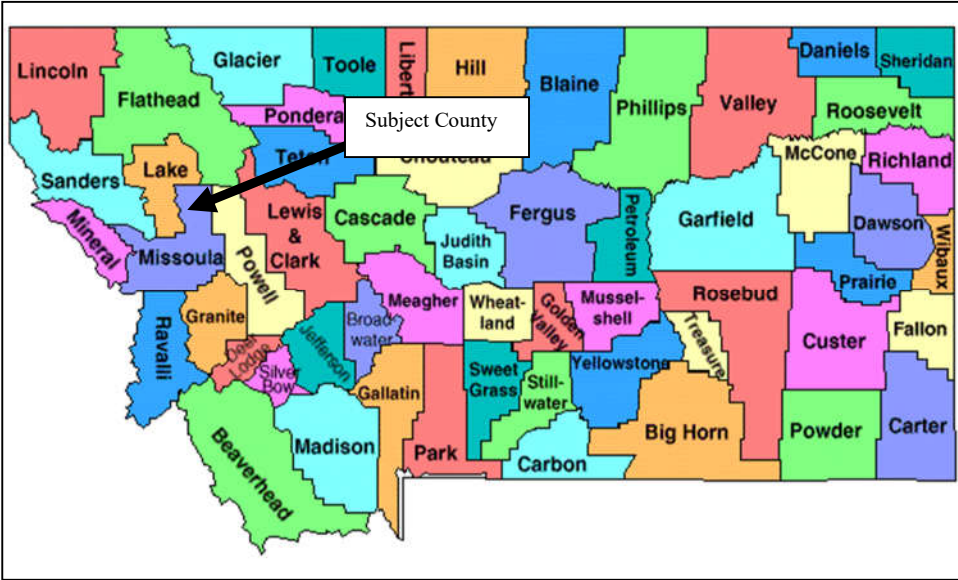 Lincoln
Flathead
Glacier
Toole
Libert
Hill
Blaine
Phillips
Valley
Daniels
Sheridan
Roosevelt
Pondera
Subject County
Teton
Chouteau
McCone
Richland
Sanders
Lake
Mineral
Missoula
Powell
Lewis
&
Clark
Cascade
Judith
Basin
Fergus
Petroleum
Garfield
Dawson
Wibaux
Prairie
Ravalli
Granite
Deer
Lodge
Silver
Bow
Jefferson
Broad-
water
Meagher
Wheat-
land
Golden
Valley
Mussel-
shell
Rosebud
Treasure
Custer
Fallon
Beaverhead
Madison
Gallatin
Park
Sweet
Grass
Still-
water
Yellowstone
Carbon
Big Horn
Powder
Carter